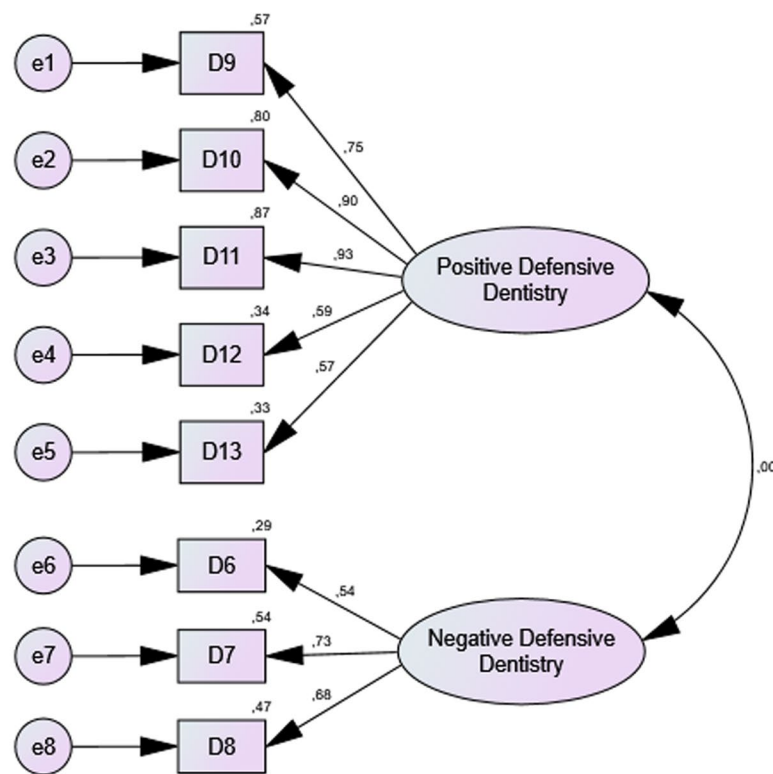 ,57
e1 D9
,75
,80
e2 D10
,90
,87
e3 D11
,93
Positive Defensive
Dentistry
,34
e4 D12
,59
,57
,33
e5 D13
,00
,29
e6 D6
,54
,54
e7 D7
,73
Negative Defensive
Dentistry
,68
,47
e8 D8